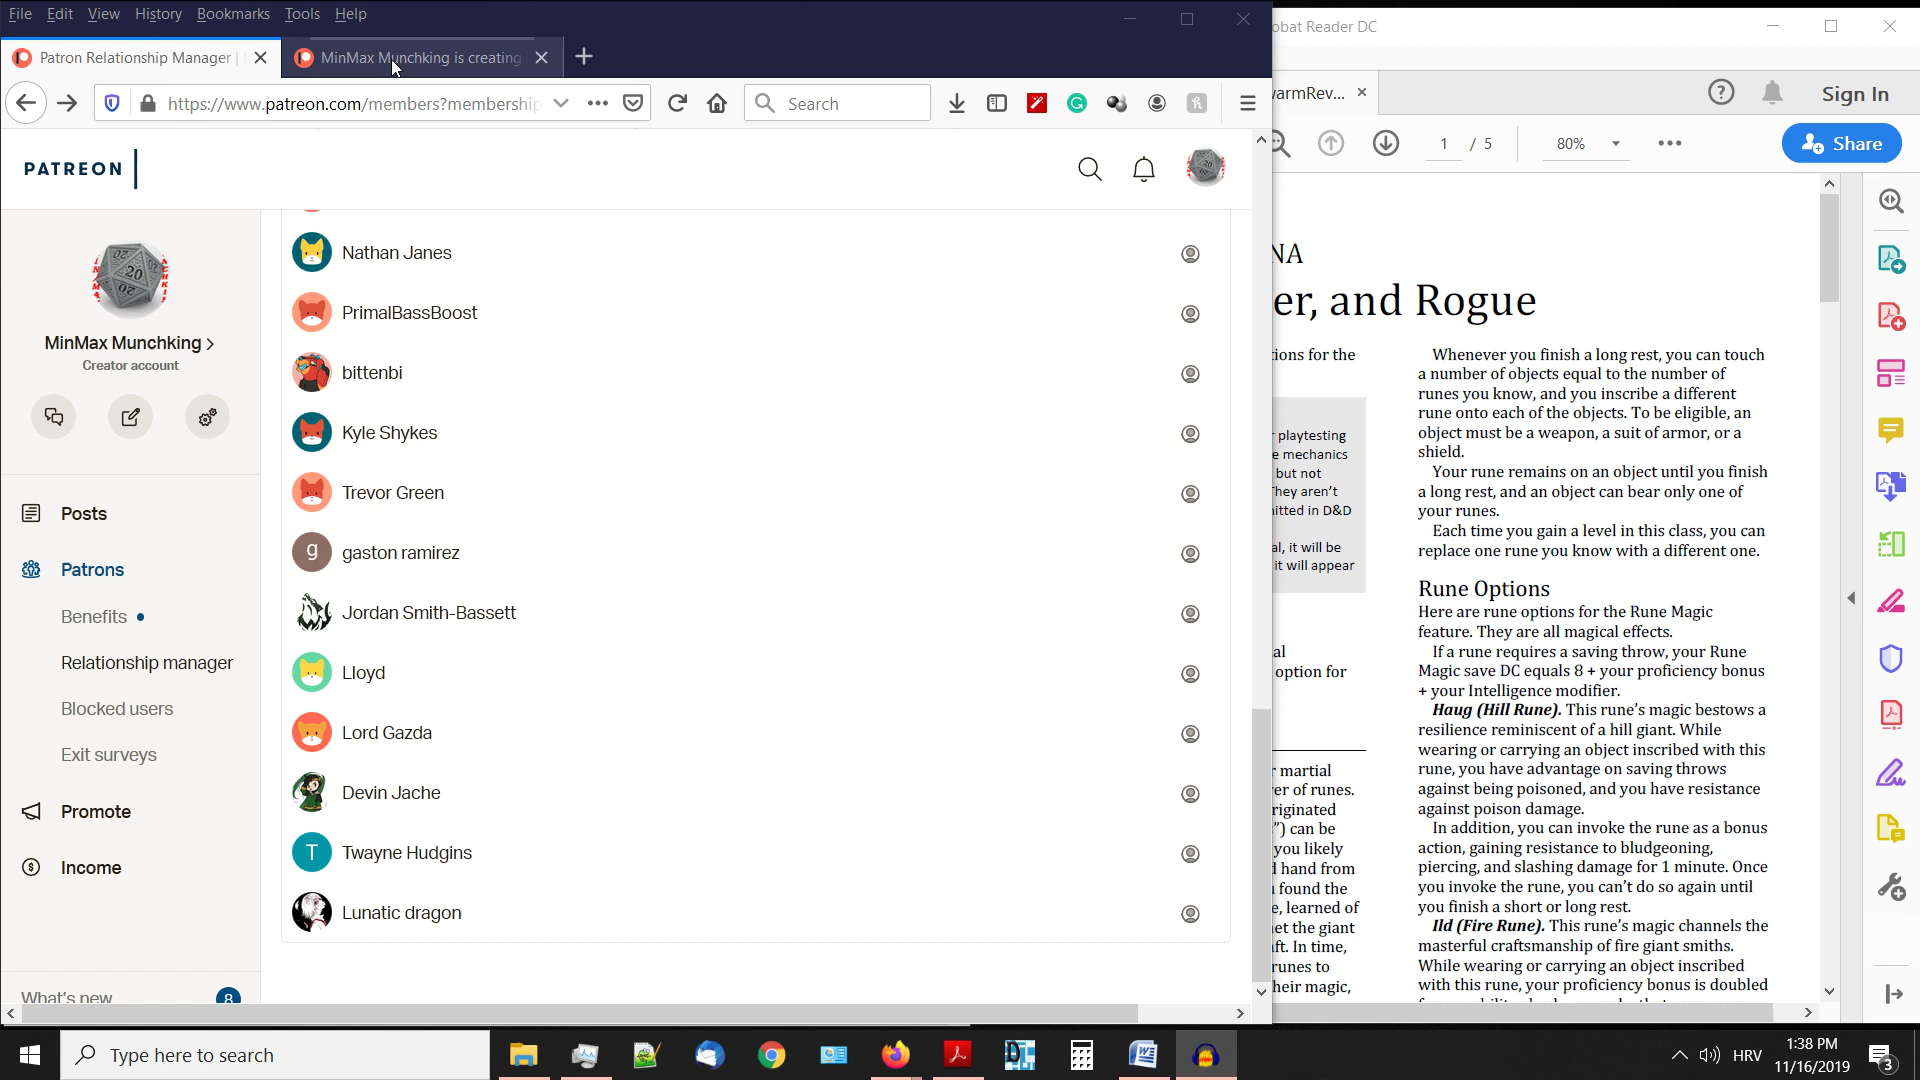 File Edit View History Bookmarks Tools Help
Patron Relationship Manager |
MinMax Munchking is creating
https://www.patreon.com/members?membership
Search
PATREON
MinMax Munchking
Creator account
Posts
Patrons
Benefits
Relationship manager
Blocked users
Exit surveys
Promote
Income
What's new
8
Nathan Janes
PrimalBassBoost
bittenbi
Kyle Shykes
Trevor Green
g
gaston ramirez
Jordan Smith-Bassett
Lloyd
Lord Gazda
Devin Jache
T
Twayne Hudgins
Lunatic dragon
obat Reader DC
varmRev...
Sign In
1 / 5
80%
Share
NA
er, and Rogue
tions for the
playtesting
e mechanics
but not
They aren't
itted in D&D
al, it will be
it will appear
al
option for
r martial
er of runes.
riginated
") can be
you likely
d hand from
found the
e, learned of
et the giant
ft. In time,
runes to
heir magic,
Whenever you finish a long rest, you can touch
a number of objects equal to the number of
runes you know, and you inscribe a different
rune onto each of the objects. To be eligible, an
object must be a weapon, a suit of armor, or a
shield.
Your rune remains on an object until you finish
a long rest, and an object can bear only one of
your runes.
Each time you gain a level in this class, you can
replace one rune you know with a different one.
Rune Options
Here are rune options for the Rune Magic
feature. They are all magical effects.
If a rune requires a saving throw, your Rune
Magic save DC equals 8 + your proficiency bonus
+ your Intelligence modifier.
Haug (Hill Rune). This rune's magic bestows a
resilience reminiscent of a hill giant. While
wearing or carrying an object inscribed with this
rune, you have advantage on saving throws
against being poisoned, and you have resistance
against poison damage.
In addition, you can invoke the rune as a bonus
action, gaining resistance to bludgeoning,
piercing, and slashing damage for 1 minute. Once
you invoke the rune, you can't do so again until
you finish a short or long rest.
Ild (Fire Rune). This rune's magic channels the
masterful craftsmanship of fire giant smiths.
While wearing or carrying an object inscribed
with this rune, your proficiency bonus is doubled
Type here to search
HRV
1:38 PM
11/16/2019
3